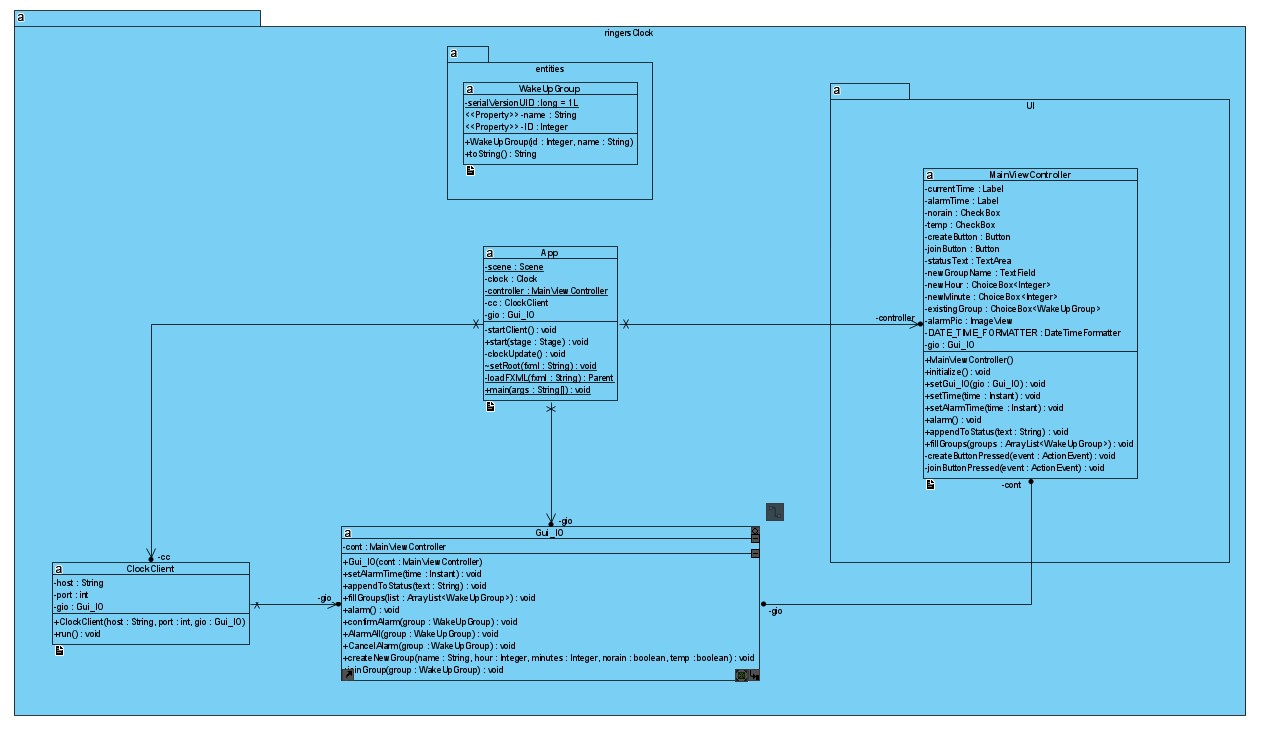 a
ringersClock
a
entities
a
WakeUpGroup
-serialVersionUID : long = 1L
<<Property>> -name : String
<<Property>> -ID : Integer
+WakeUpGroup(id : Integer, name : String)
+toString() : String
a
UI
a
MainViewController
-currentTime : Label
-alarmTime : Label
-norain : CheckBox
-temp : CheckBox
-createButton : Button
-joinButton : Button
-statusText : TextArea
-newGroupName : TextField
-newHour : ChoiceBox<Integer>
-newMinute : ChoiceBox<Integer>
-existingGroup : ChoiceBox<WakeUpGroup>
-alarmPic : ImageView
-DATE_TIME_FORMATTER : DateTimeFormatter
-gio : Gui_IO
+MainViewController()
+initialize() : void
+setGui_IO(gio : Gui_IO) : void
+setTime(time : Instant) : void
+setAlarmTime(time : Instant) : void
+alarm() : void
+appendToStatus(text : String) : void
+fillGroups(groups : ArrayList<WakeUpGroup>) : void
-createButtonPressed(event : ActionEvent) : void
-joinButtonPressed(event : ActionEvent) : void
a
App
-scene : Scene
-clock : Clock
-controller : MainViewController
-cc : ClockClient
-gio : Gui_IO
-startClient() : void
+start(stage : Stage) : void
-clockUpdate() : void
~setRoot(fxml : String) : void
-loadFXML(fxml : String) : Parent
+main(args : String[]) : void
-controller
-cont
-gio
-cc
a
ClockClient
-host : String
-port : int
-gio : Gui_IO
+ClockClient(host : String, port : int, gio : Gui_IO)
+run() : void
-gio
a
Gui_IO
-cont : MainViewController
+Gui_IO(cont : MainViewController)
+setAlarmTime(time : Instant) : void
+appendToStatus(text : String) : void
+fillGroups(list : ArrayList<WakeUpGroup>) : void
+alarm() : void
+confirmAlarm(group : WakeUpGroup) : void
+AlarmAll(group : WakeUpGroup) : void
+CancelAlarm(group : WakeUpGroup) : void
+createNewGroup(name : String, hour : Integer, minutes : Integer, norain : boolean, temp : boolean) : void
joinGroup(group : WakeUpGroup) : void
-gio